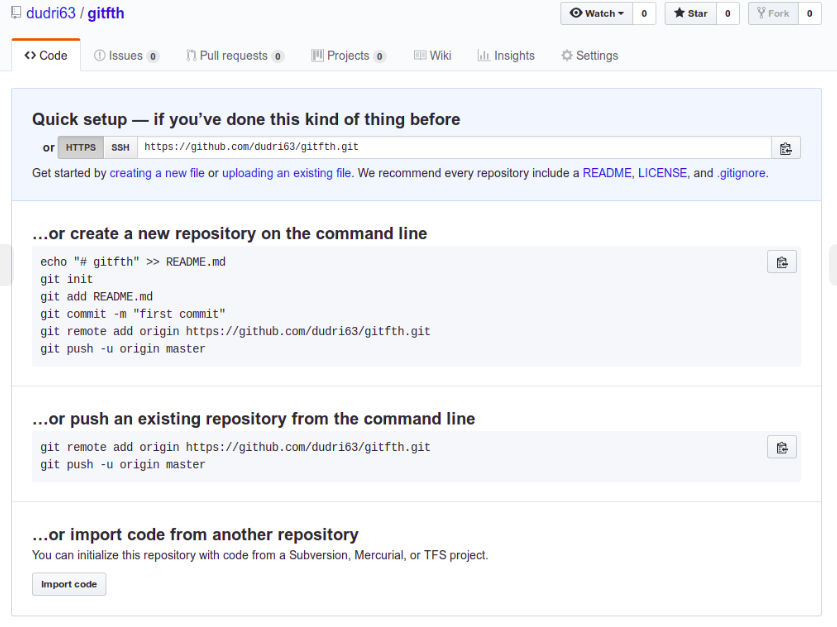 dudri63 / gitfth
Watch 0 Star 0 Fork 0
Code Issues 0 Pull requests 0 Projects 0 Wiki Insights Settings
Quick setup — if you’ve done this kind of thing before
or HTTPS SSH https://github.com/dudri63/gitfth.git
Get started by creating a new file or uploading an existing file. We recommend every repository include a README, LICENSE, and .gitignore.
…or create a new repository on the command line
echo "# gitfth" >> README.md
git init
git add README.md
git commit -m "first commit"
git remote add origin https://github.com/dudri63/gitfth.git
git push -u origin master
…or push an existing repository from the command line
git remote add origin https://github.com/dudri63/gitfth.git
git push -u origin master
…or import code from another repository
You can initialize this repository with code from a Subversion, Mercurial, or TFS project.
Import code